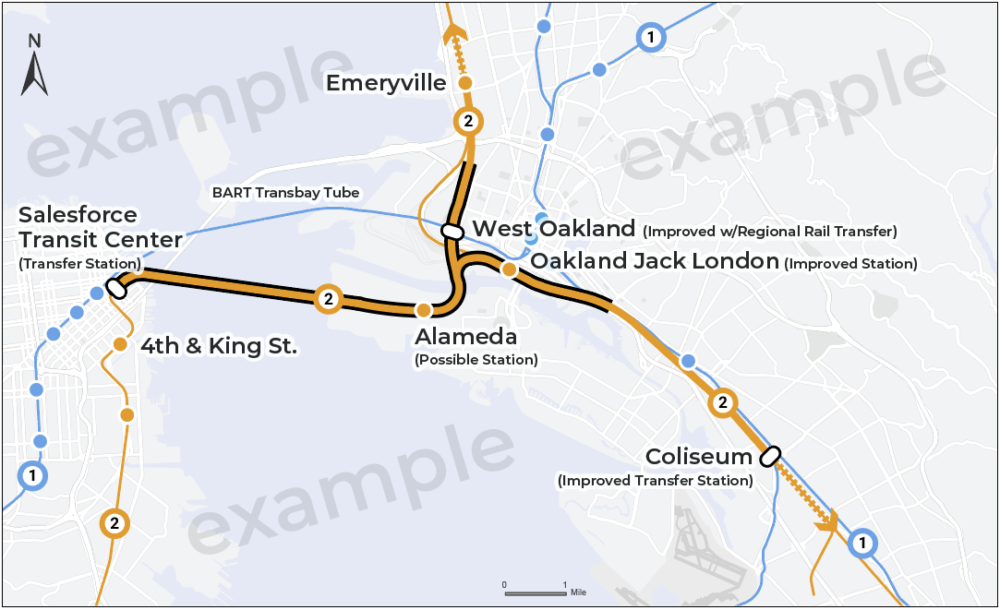 N
example
example
1
Emeryville
2
BART Transbay Tube
Salesforce
Transit Center
(Transfer Station)
West Oakland (Improved w/Regional Rail Transfer)
Oakland Jack London (Improved Station)
2
Alameda
(Possible Station)
4th & King St.
2
example
Coliseum
(Improved Transfer Station)
1
2
1
0 1
Mile